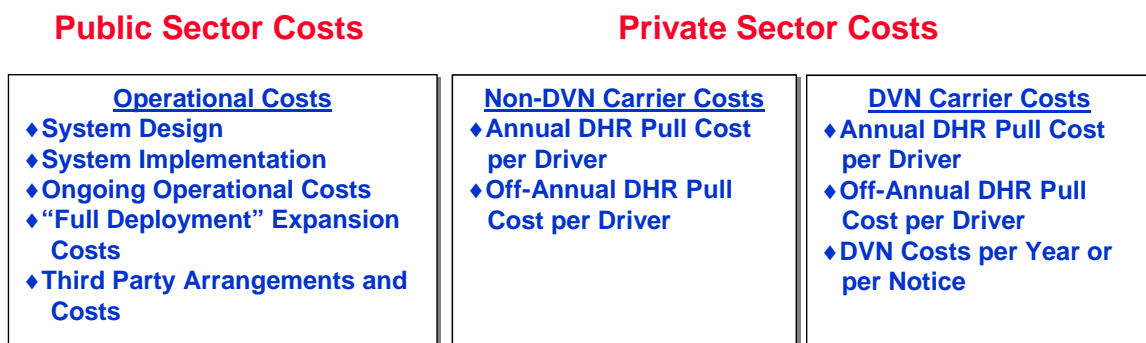 Public Sector Costs
Private Sector Costs
Operational Costs
♦System Design
♦System Implementation
♦Ongoing Operational Costs
♦“Full Deployment” Expansion
Costs
♦Third Party Arrangements and
Costs
Non-DVN Carrier Costs
♦Annual DHR Pull Cost
per Driver
♦Off-Annual DHR Pull
Cost per Driver
DVN Carrier Costs
♦Annual DHR Pull Cost
per Driver
♦Off-Annual DHR Pull
Cost per Driver
♦DVN Costs per Year or
per Notice